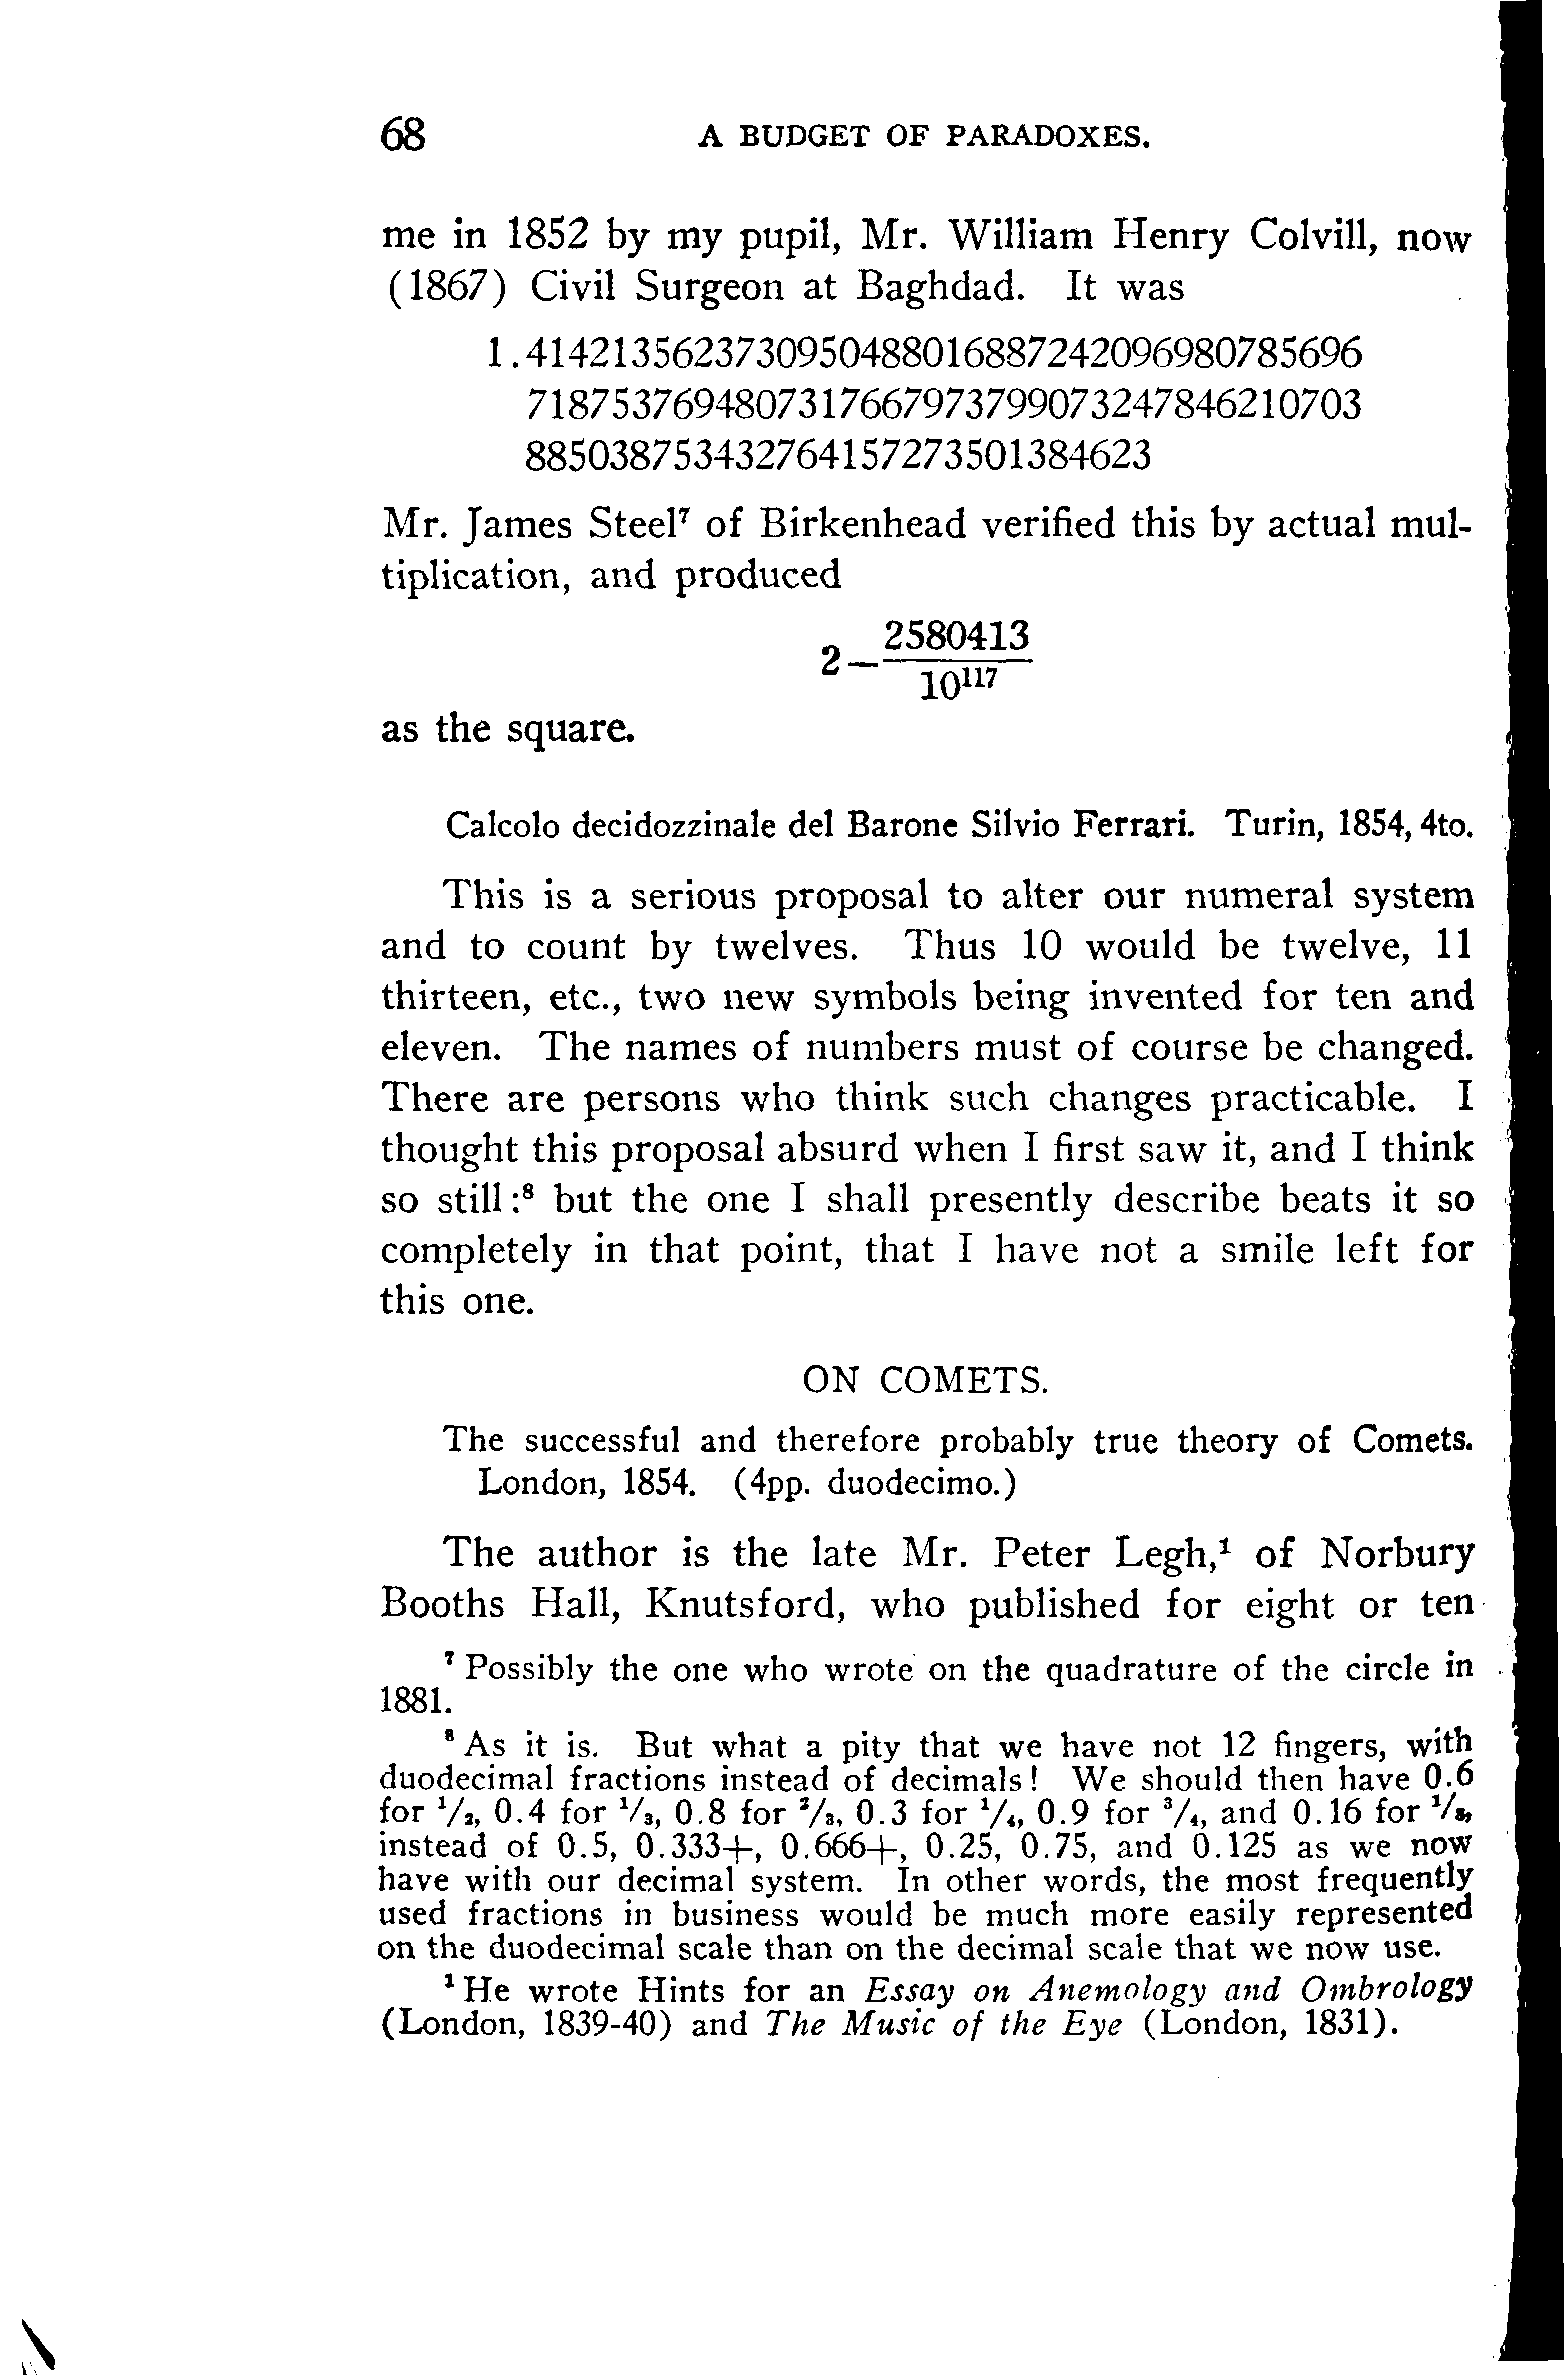 68 A BUDGET OF PARADOXES.
me in 1852 by my pupil, Mr. William Henry Colvill, now
(1867) Civil Surgeon at Baghdad. It was
1.4142135623730950488016887242096980785696
7187537694807317667973799073247846210703
885038753432764157273501384623
Mr. James Steel⁷ of Birkenhead verified this by actual mul-
tiplication, and produced
2 — 2580413
10¹¹⁷
as the square.
Calcolo decidozzinale del Barone Silvio Ferrari. Turin, 1854, 4to.
This is a serious proposal to alter our numeral system
and to count by twelves. Thus 10 would be twelve, 11
thirteen, etc., two new symbols being invented for ten and
eleven. The names of numbers must of course be changed.
There are persons who think such changes practicable. I
thought this proposal absurd when I first saw it, and I think
so still:⁸ but the one I shall presently describe beats it so
completely in that point, that I have not a smile left for
this one.
ON COMETS.
The successful and therefore probably true theory of Comets.
London, 1854. (4pp. duodecimo.)
The author is the late Mr. Peter Legh,¹ of Norbury
Booths Hall, Knutsford, who published for eight or ten
⁷ Possibly the one who wrote on the quadrature of the circle in
1881.
⁸ As it is. But what a pity that we have not 12 fingers, with
duodecimal fractions instead of decimals! We should then have 0.6
for ¹/₂, 0.4 for ¹/₃, 0.8 for ²/₃, 0.3 for ¹/₄, 0.9 for ³/₄, and 0.16 for ¹/₈,
instead of 0.5, 0.333+, 0.666+, 0.25, 0.75, and 0.125 as we now
have with our decimal system. In other words, the most frequently
used fractions in business would be much more easily represented
on the duodecimal scale than on the decimal scale that we now use.
¹ He wrote Hints for an Essay on Anemology and Ombrology
(London, 1839-40) and The Music of the Eye (London, 1831).